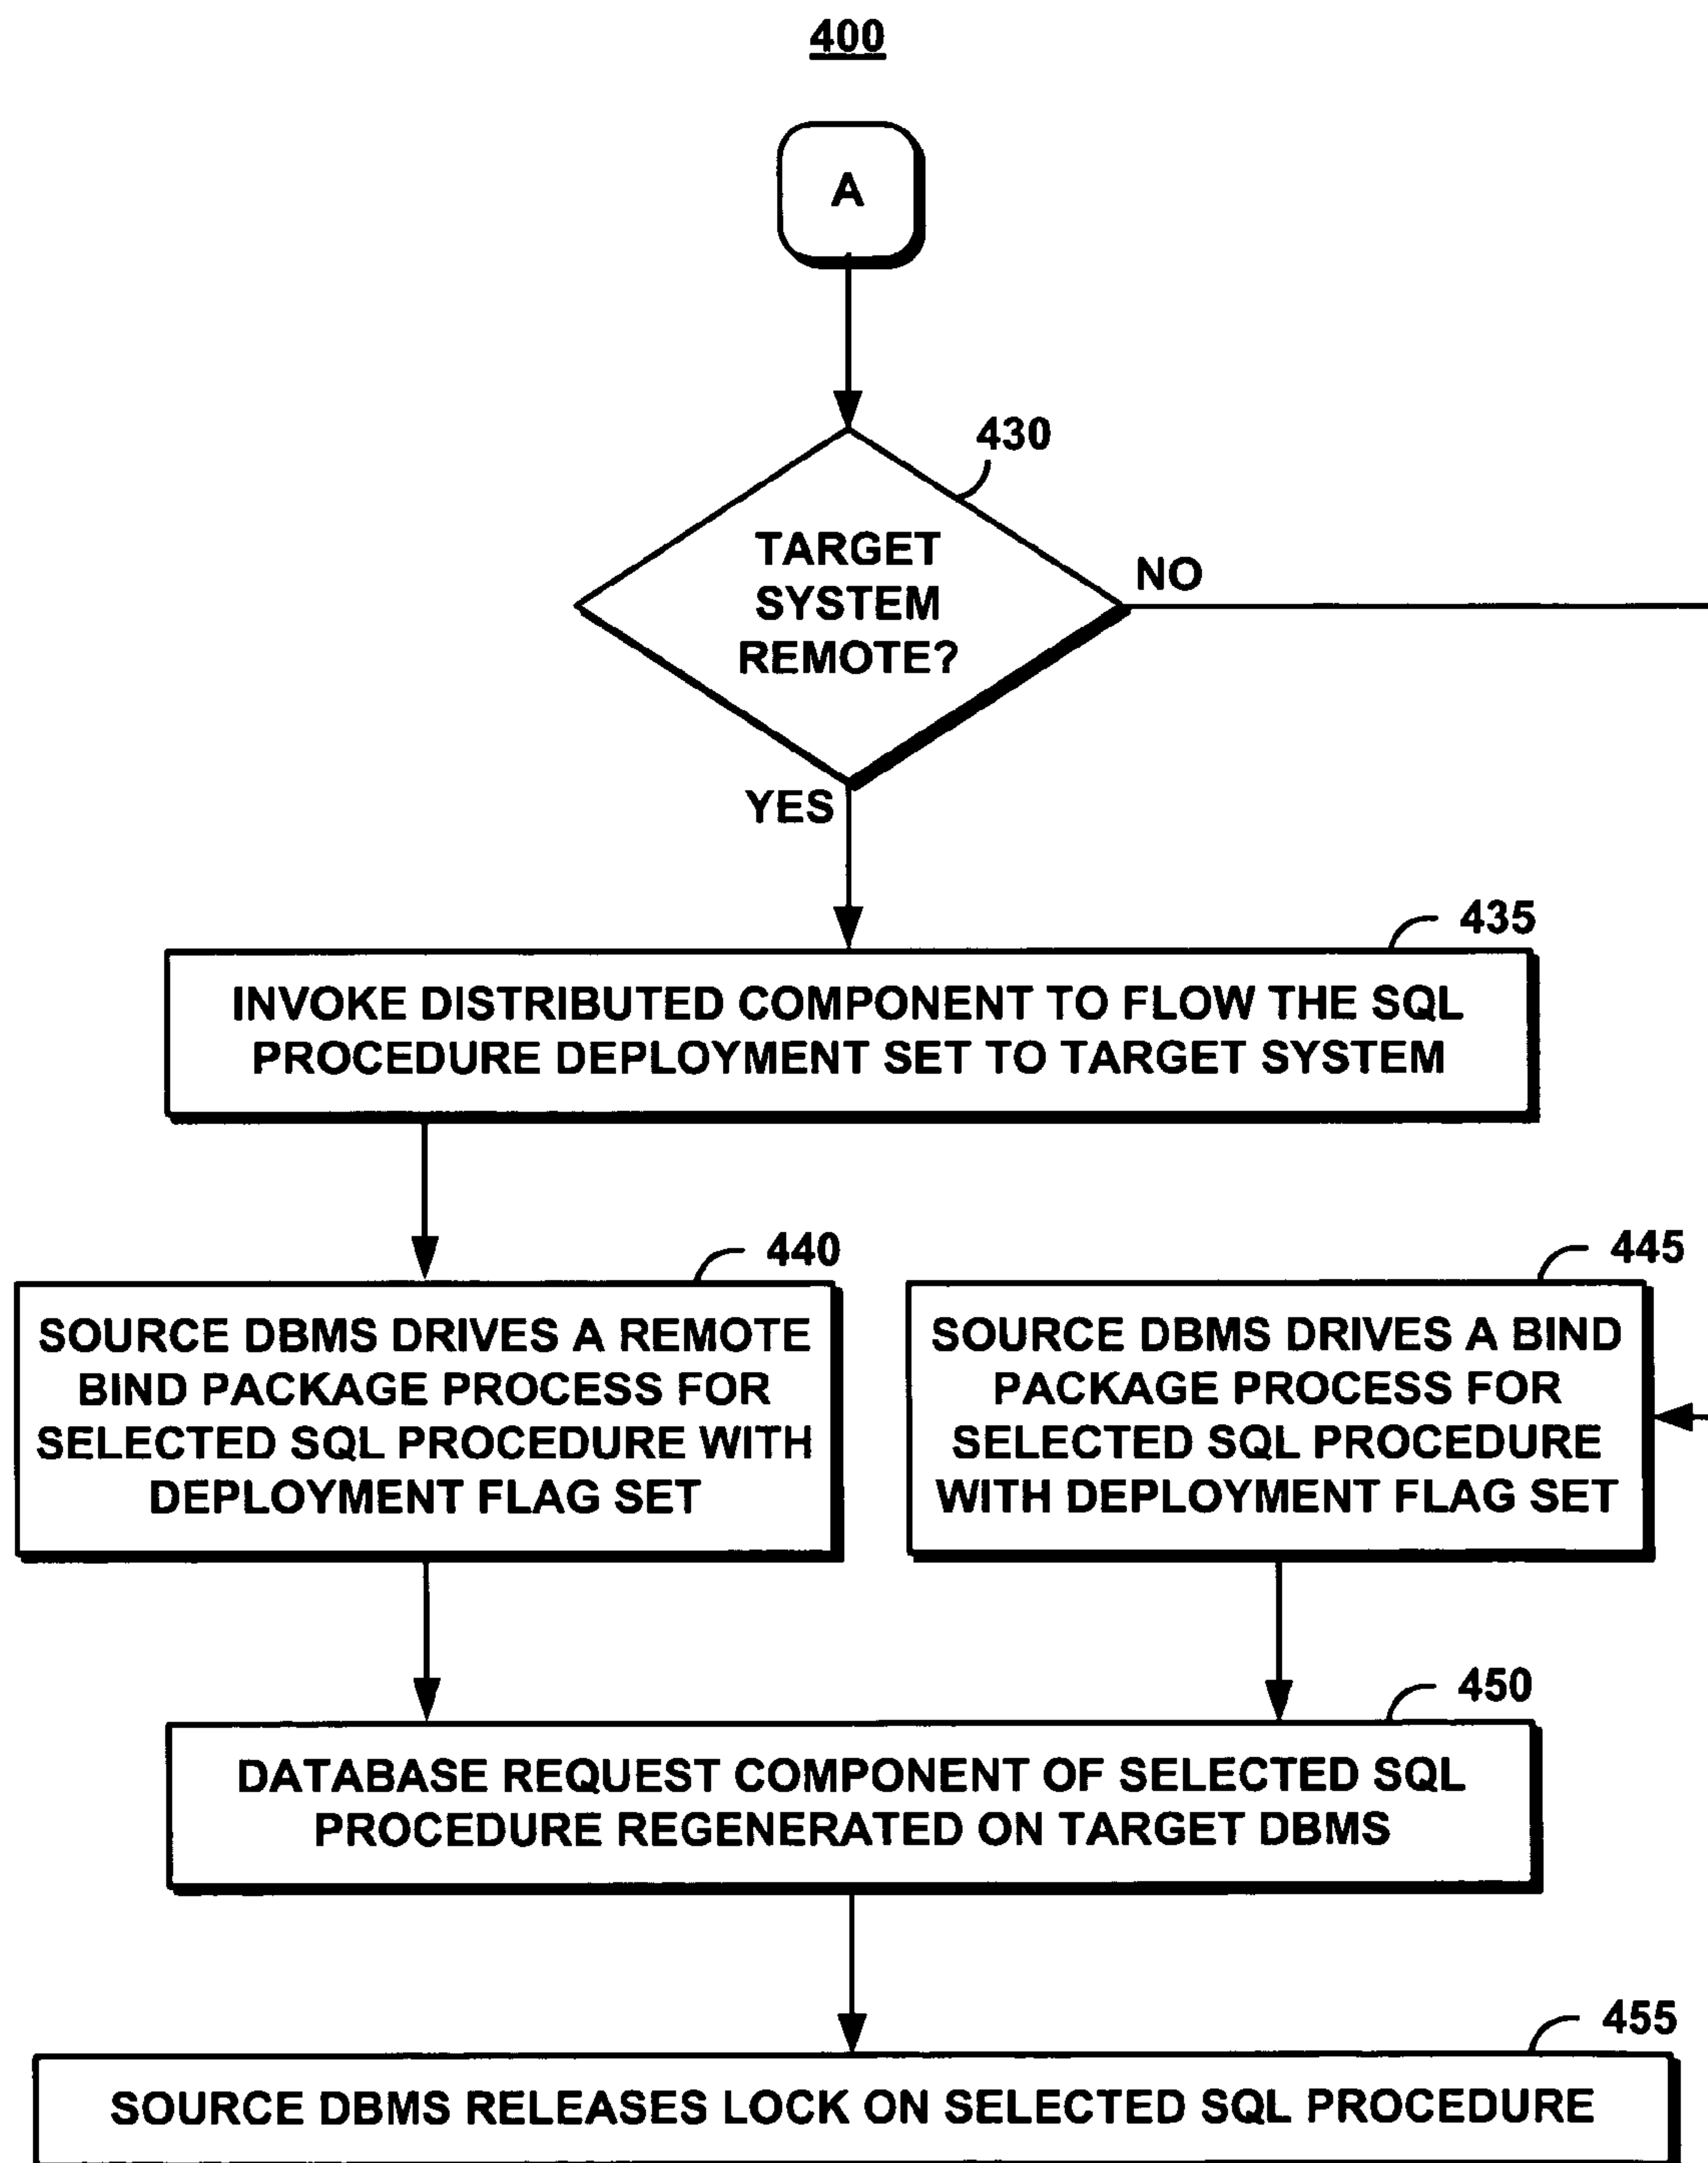 400
A
430
TARGET
SYSTEM
REMOTE?
NO
YES
435
INVOKE DISTRIBUTED COMPONENT TO FLOW THE SQL
PROCEDURE DEPLOYMENT SET TO TARGET SYSTEM
440
SOURCE DBMS DRIVES A REMOTE
BIND PACKAGE PROCESS FOR
SELECTED SQL PROCEDURE WITH
DEPLOYMENT FLAG SET
445
SOURCE DBMS DRIVES A BIND
PACKAGE PROCESS FOR
SELECTED SQL PROCEDURE
WITH DEPLOYMENT FLAG SET
450
DATABASE REQUEST COMPONENT OF SELECTED SQL
PROCEDURE REGENERATED ON TARGET DBMS
455
SOURCE DBMS RELEASES LOCK ON SELECTED SQL PROCEDURE